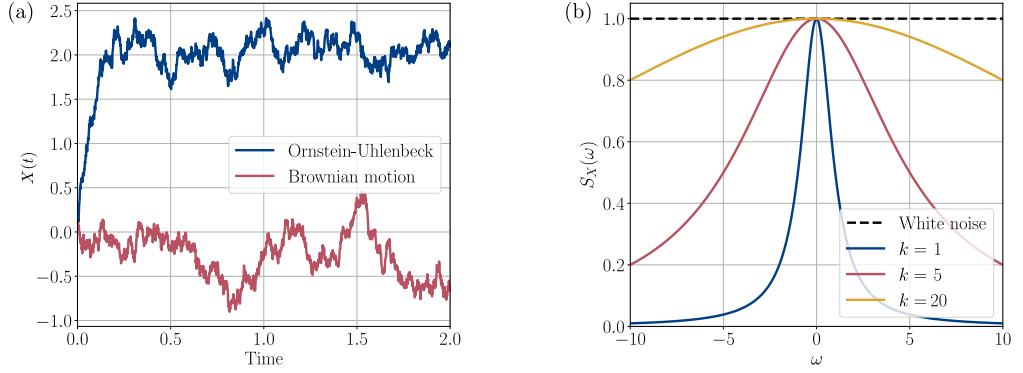 (a)
2.5
2.0
1.5
1.0
0.5
0.0
−0.5
−1.0
X(t)
0.0 0.5 1.0 1.5 2.0
Time
Ornstein-Uhlenbeck
Brownian motion
(b)
1.0
0.8
0.6
0.4
0.2
0.0
S_X(ω)
−10 −5 0 5 10
ω
White noise
k = 1
k = 5
k = 20